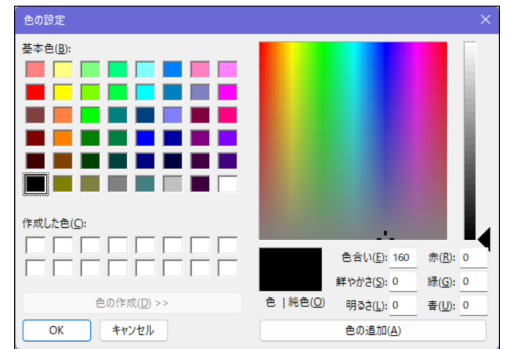 色の設定
基本色(B):
作成した色(C):
色の作成(D) >>
OK
キャンセル
色 | 純色(O)
色合い(E): 160
鮮やかさ(S): 0
明るさ(L): 0
赤(R): 0
緑(G): 0
青(U): 0
色の追加(A)